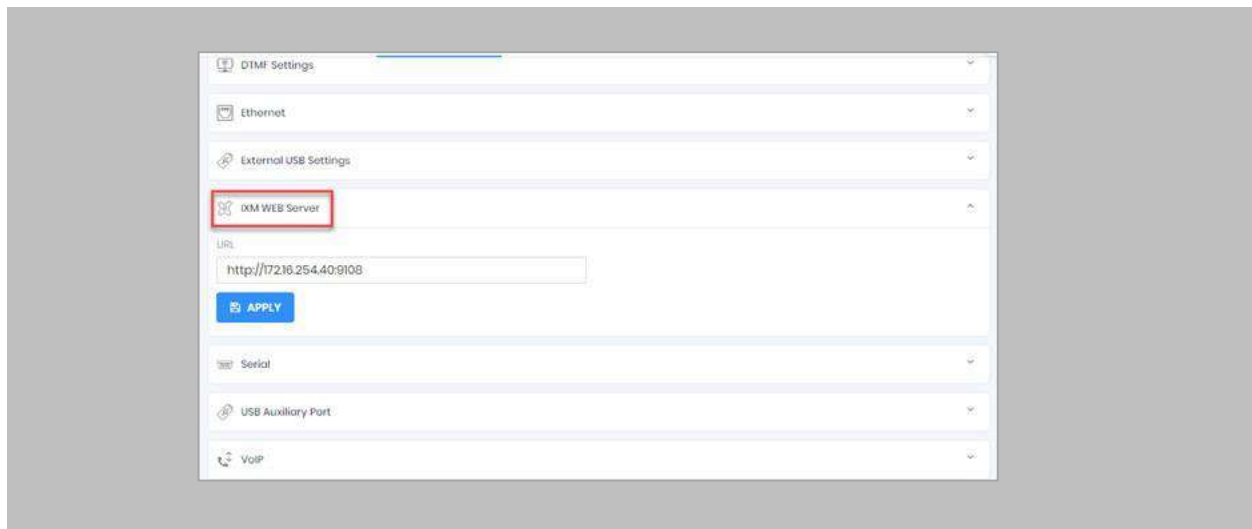 DTMF Settings
Ethernet
External USB Settings
IXM WEB Server
URL
http://172.16.254.40:9108
APPLY
Serial
USB Auxiliary Port
VoIP